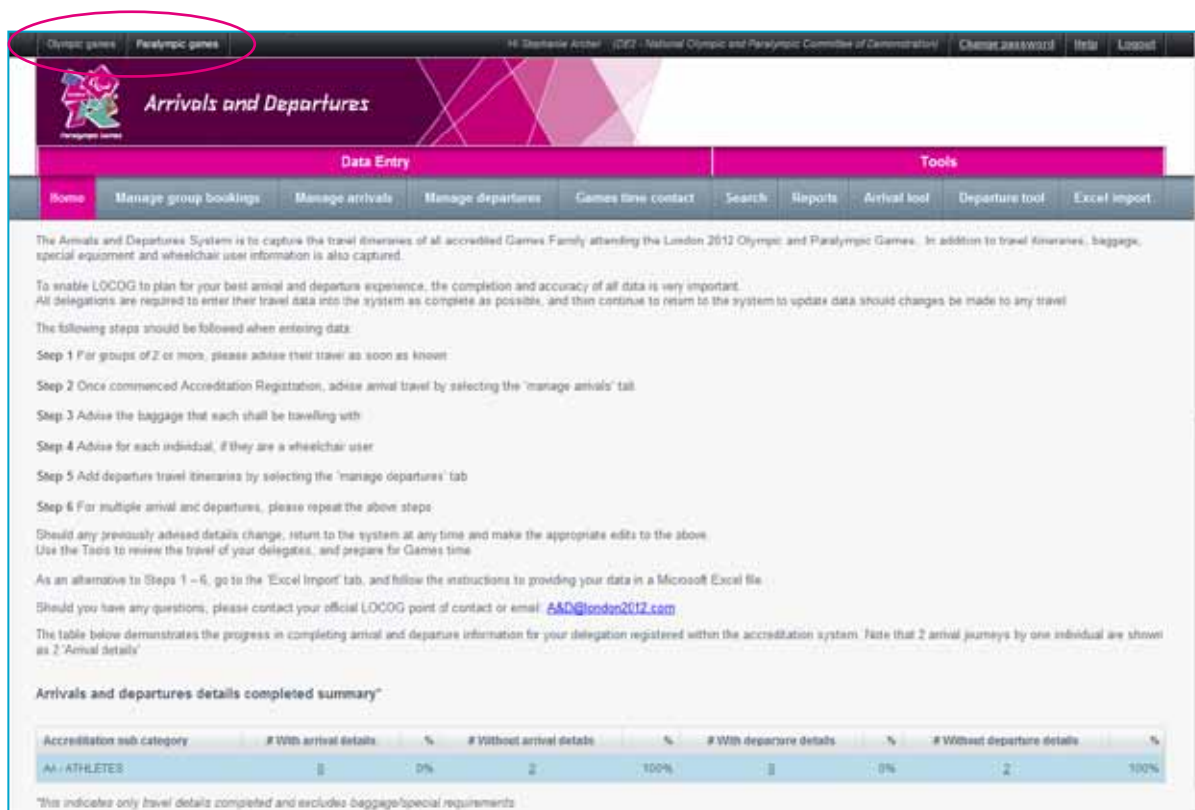 Olympic games Paralympic games Hi Stephanie Archer (DE2 - National Olympic and Paralympic Committee of Demonstration) Change password Help Logout
Paralympic Games
Arrivals and Departures
Data Entry Tools
Home Manage group bookings Manage arrivals Manage departures Games time contact Search Reports Arrival tool Departure tool Excel import
The Arrivals and Departures System is to capture the travel itineraries of all accredited Games Family attending the London 2012 Olympic and Paralympic Games. In addition to travel itineraries, baggage,
special equipment and wheelchair user information is also captured.
To enable LOCOG to plan for your best arrival and departure experience, the completion and accuracy of all data is very important.
All delegations are required to enter their travel data into the system as complete as possible, and then continue to return to the system to update data should changes be made to any travel
The following steps should be followed when entering data:
Step 1 For groups of 2 or more, please advise their travel as soon as known
Step 2 Once commenced Accreditation Registration, advise arrival travel by selecting the 'manage arrivals' tab
Step 3 Advise the baggage that each shall be travelling with
Step 4 Advise for each individual, if they are a wheelchair user
Step 5 Add departure travel itineraries by selecting the 'manage departures' tab
Step 6 For multiple arrival and departures, please repeat the above steps
Should any previously advised details change, return to the system at any time and make the appropriate edits to the above.
Use the Tools to review the travel of your delegates, and prepare for Games time
As an alternative to Steps 1 – 6, go to the 'Excel Import' tab, and follow the instructions to providing your data in a Microsoft Excel file
Should you have any questions, please contact your official LOCOG point of contact or email: A&D@london2012.com
The table below demonstrates the progress in completing arrival and departure information for your delegation registered within the accreditation system. Note that 2 arrival journeys by one individual are shown
as 2 'Arrival details'
Arrivals and departures details completed summary*
Accreditation sub category # With arrival details % # Without arrival details % # With departure details % # Without departure details %
Aa / ATHLETES 0 0% 2 100% 0 0% 2 100%
*this indicates only travel details completed and excludes baggage/special requirements